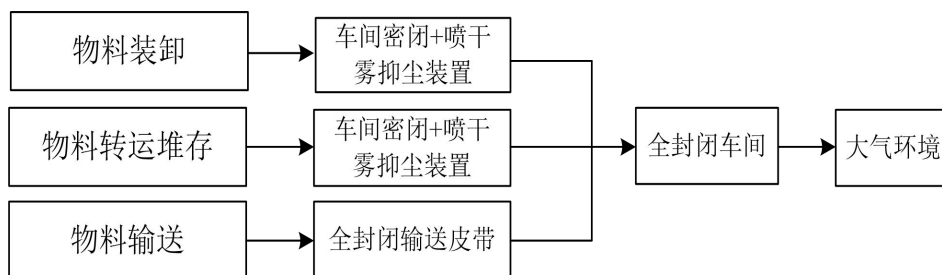 物料装卸
车间密闭+喷干
雾抑尘装置
物料转运堆存
车间密闭+喷干
雾抑尘装置
全封闭车间
大气环境
物料输送
全封闭输送皮带